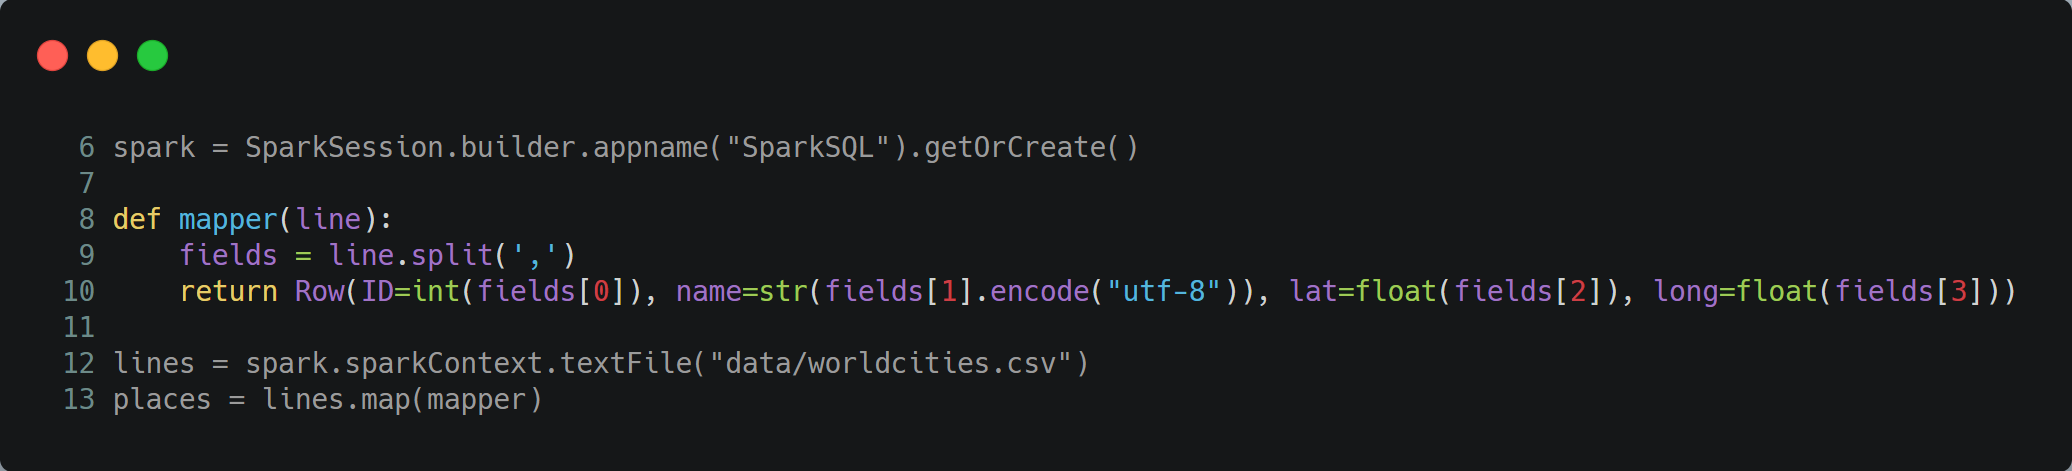 6 spark = SparkSession.builder.appname("SparkSQL").getOrCreate()
7
8 def mapper(line):
9     fields = line.split(',')
10     return Row(ID=int(fields[0]), name=str(fields[1].encode("utf-8")), lat=float(fields[2]), long=float(fields[3]))
11
12 lines = spark.sparkContext.textFile("data/worldcities.csv")
13 places = lines.map(mapper)